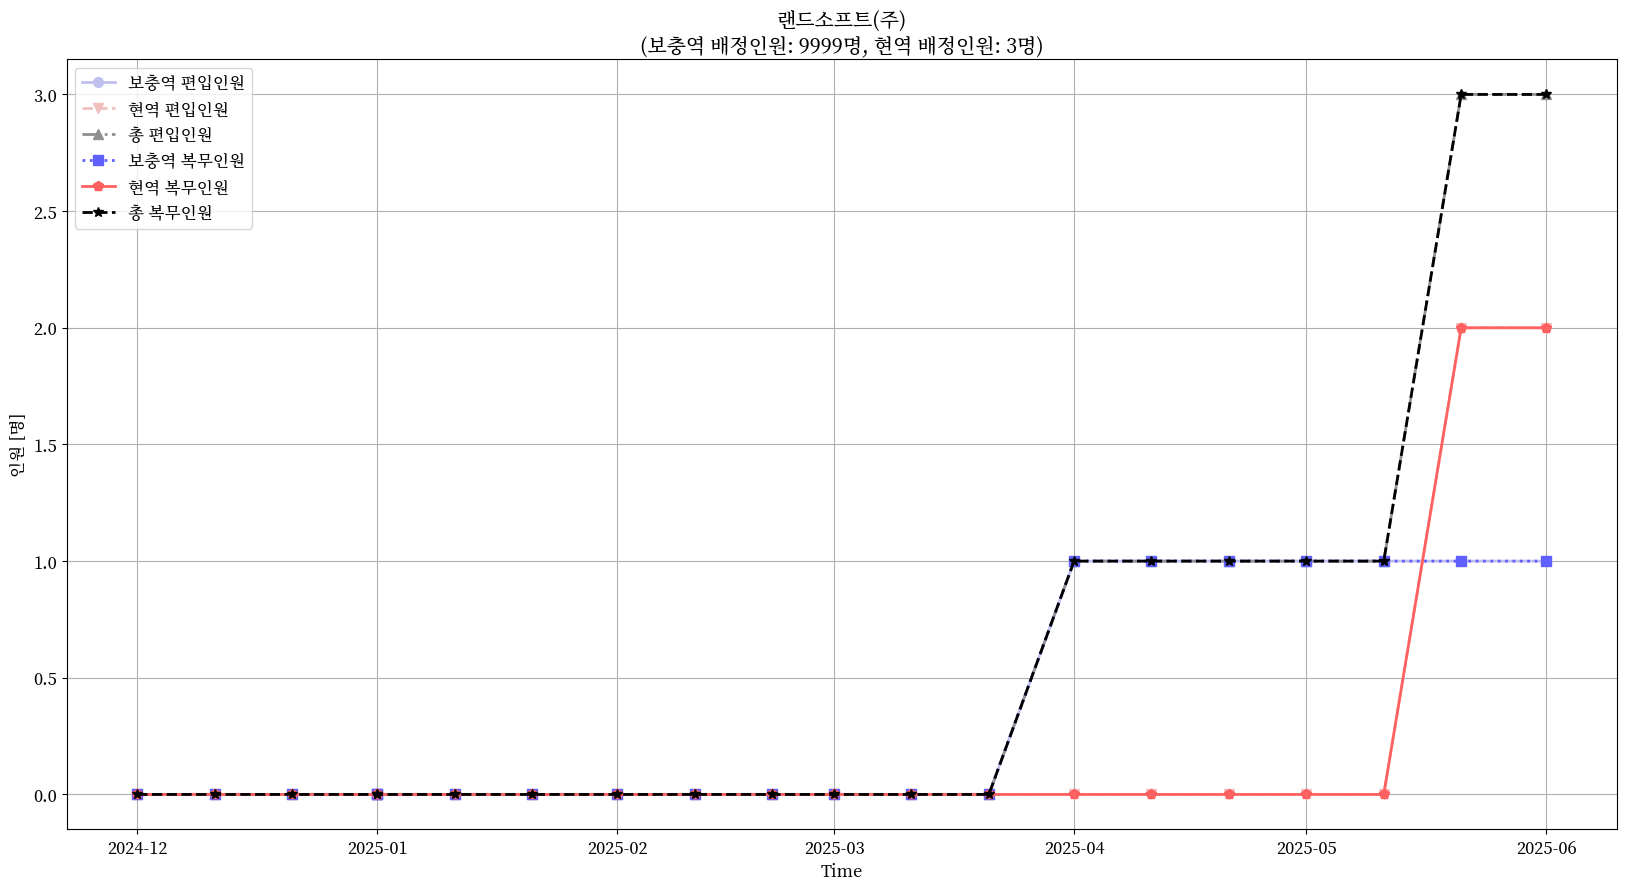 랜드소프트(주)
(보충역 배정인원: 9999명, 현역 배정인원: 3명)
보충역 편입인원
현역 편입인원
총 편입인원
보충역 복무인원
현역 복무인원
총 복무인원
3.0
2.5
2.0
1.5
1.0
0.5
0.0
인원 [명]
2024-12
2025-01
2025-02
2025-03
2025-04
2025-05
2025-06
Time